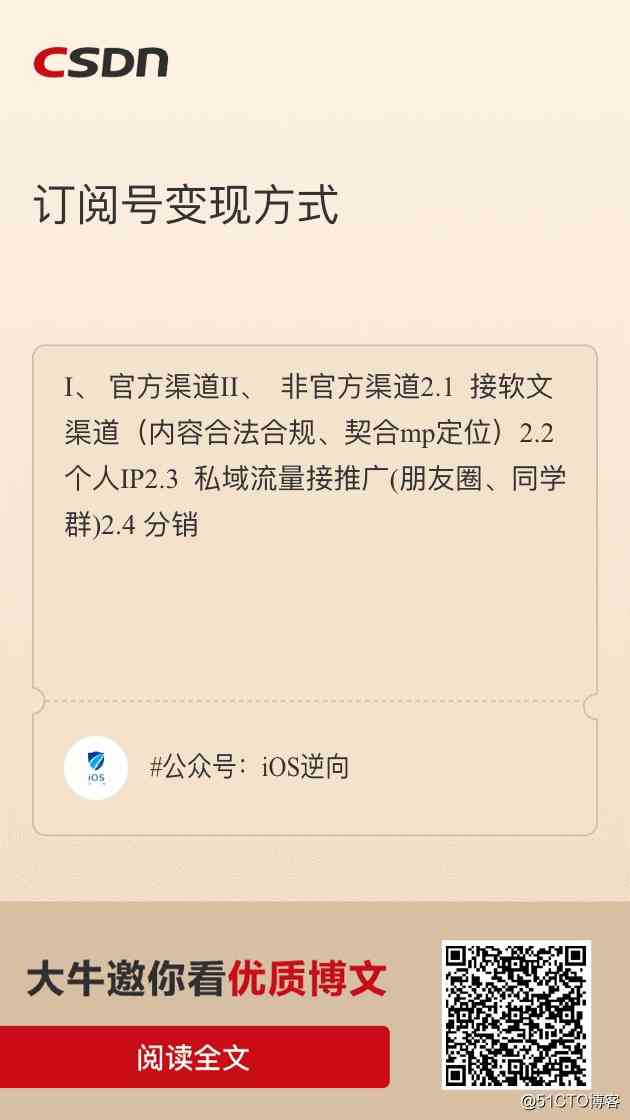 CSDN
订阅号变现方式
I、 官方渠道II、 非官方渠道2.1 接软文
渠道（内容合法合规、契合mp定位）2.2
个人IP2.3 私域流量接推广(朋友圈、同学
群)2.4 分销
iOS
#公众号：iOS逆向
大牛邀你看优质博文
阅读全文
@51CTO博客